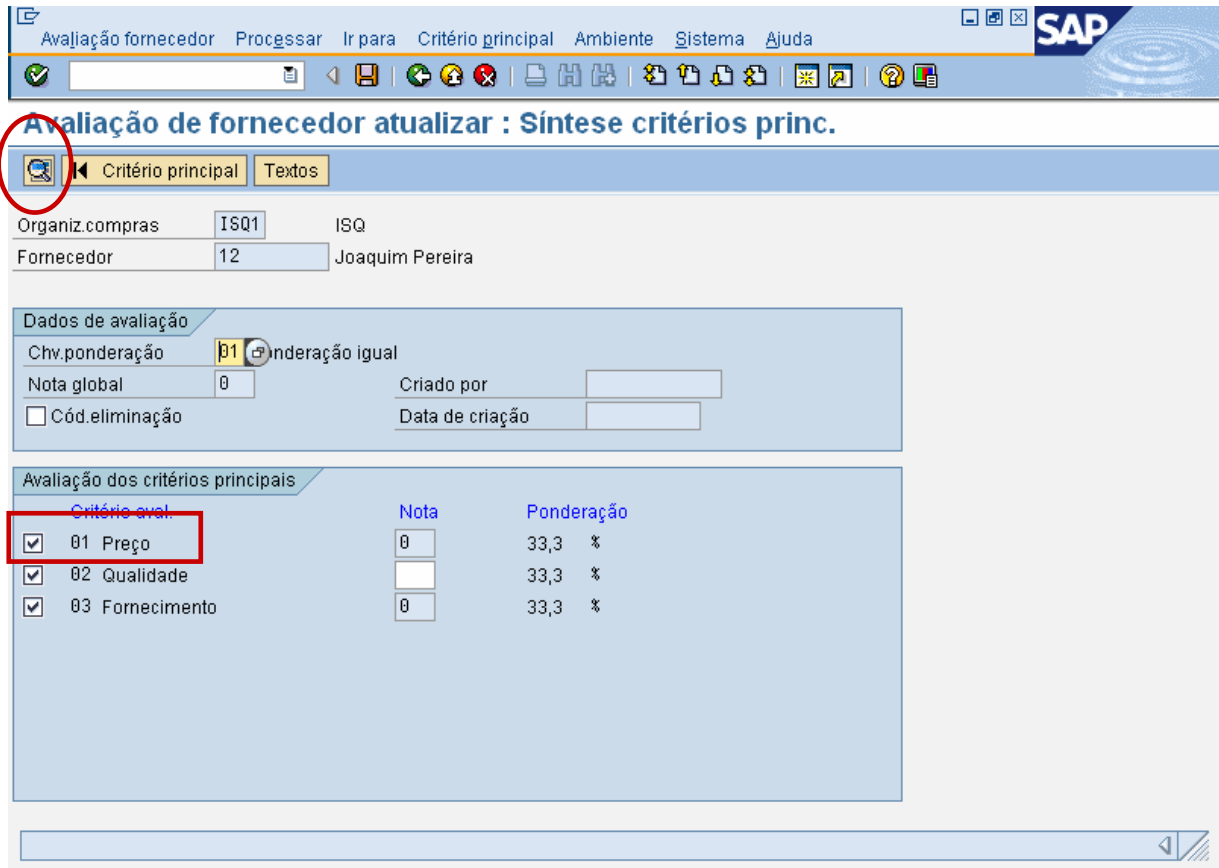 Avaliação fornecedor Processar Ir para Critério principal Ambiente Sistema Ajuda
SAP
Avaliação de fornecedor atualizar : Síntese critérios princ.
Critério principal Textos
Organiz.compras ISQ1 ISQ
Fornecedor 12 Joaquim Pereira
Dados de avaliação
Chv.ponderação 01 nderação igual
Nota global 0 Criado por
Cód.eliminação Data de criação
Avaliação dos critérios principais
Critério aval. Nota Ponderação
01 Preço 0 33,3 %
02 Qualidade 33,3 %
03 Fornecimento 0 33,3 %